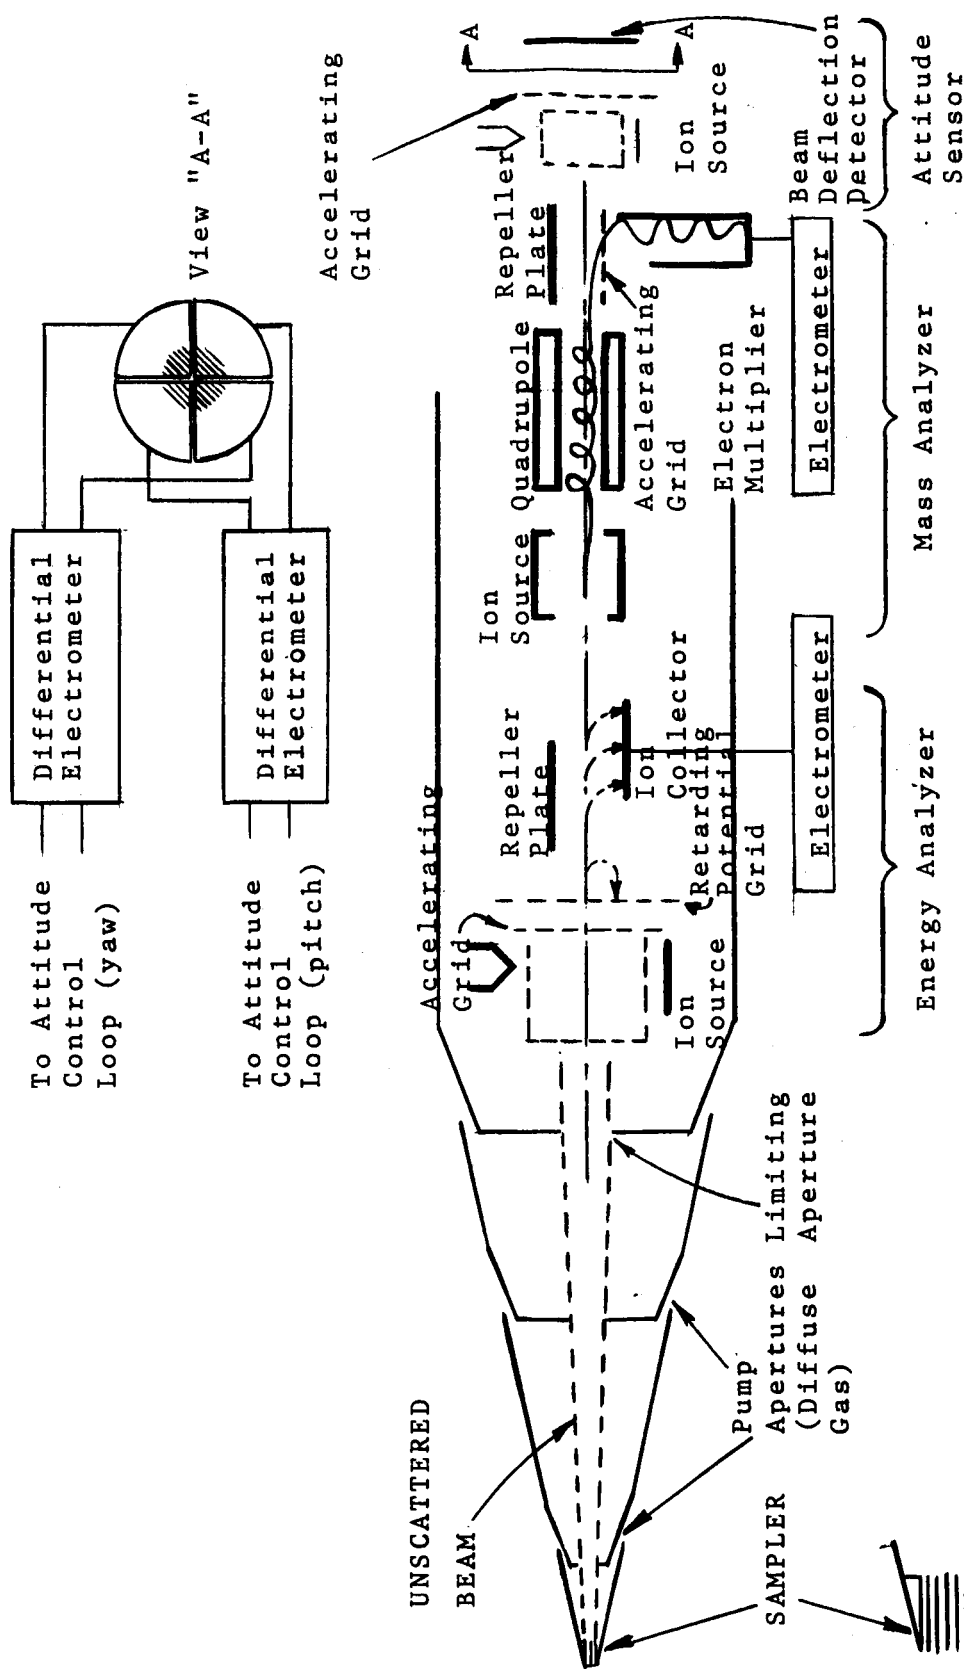 To Attitude
Control
Loop (yaw)
Differential
Electrometer
To Attitude
Control
Loop (pitch)
Differential
Electrometer
View "A-A"
Accelerating
Grid
UNSCATTERED
BEAM
Accelerating
Grid
Repeller
Plate
Ion
Source
Quadrupole
Repeller
Plate
A
A
Ion
Source
Retarding
Potential
Grid
Ion
Collector
Accelerating
Grid
Electron
Multiplier
Ion
Source
Beam
Deflection
Detector
SAMPLER
Pump
Apertures
(Diffuse
Gas)
Limiting
Aperture
Electrometer
Electrometer
Energy Analyzer
Mass Analyzer
Attitude
Sensor